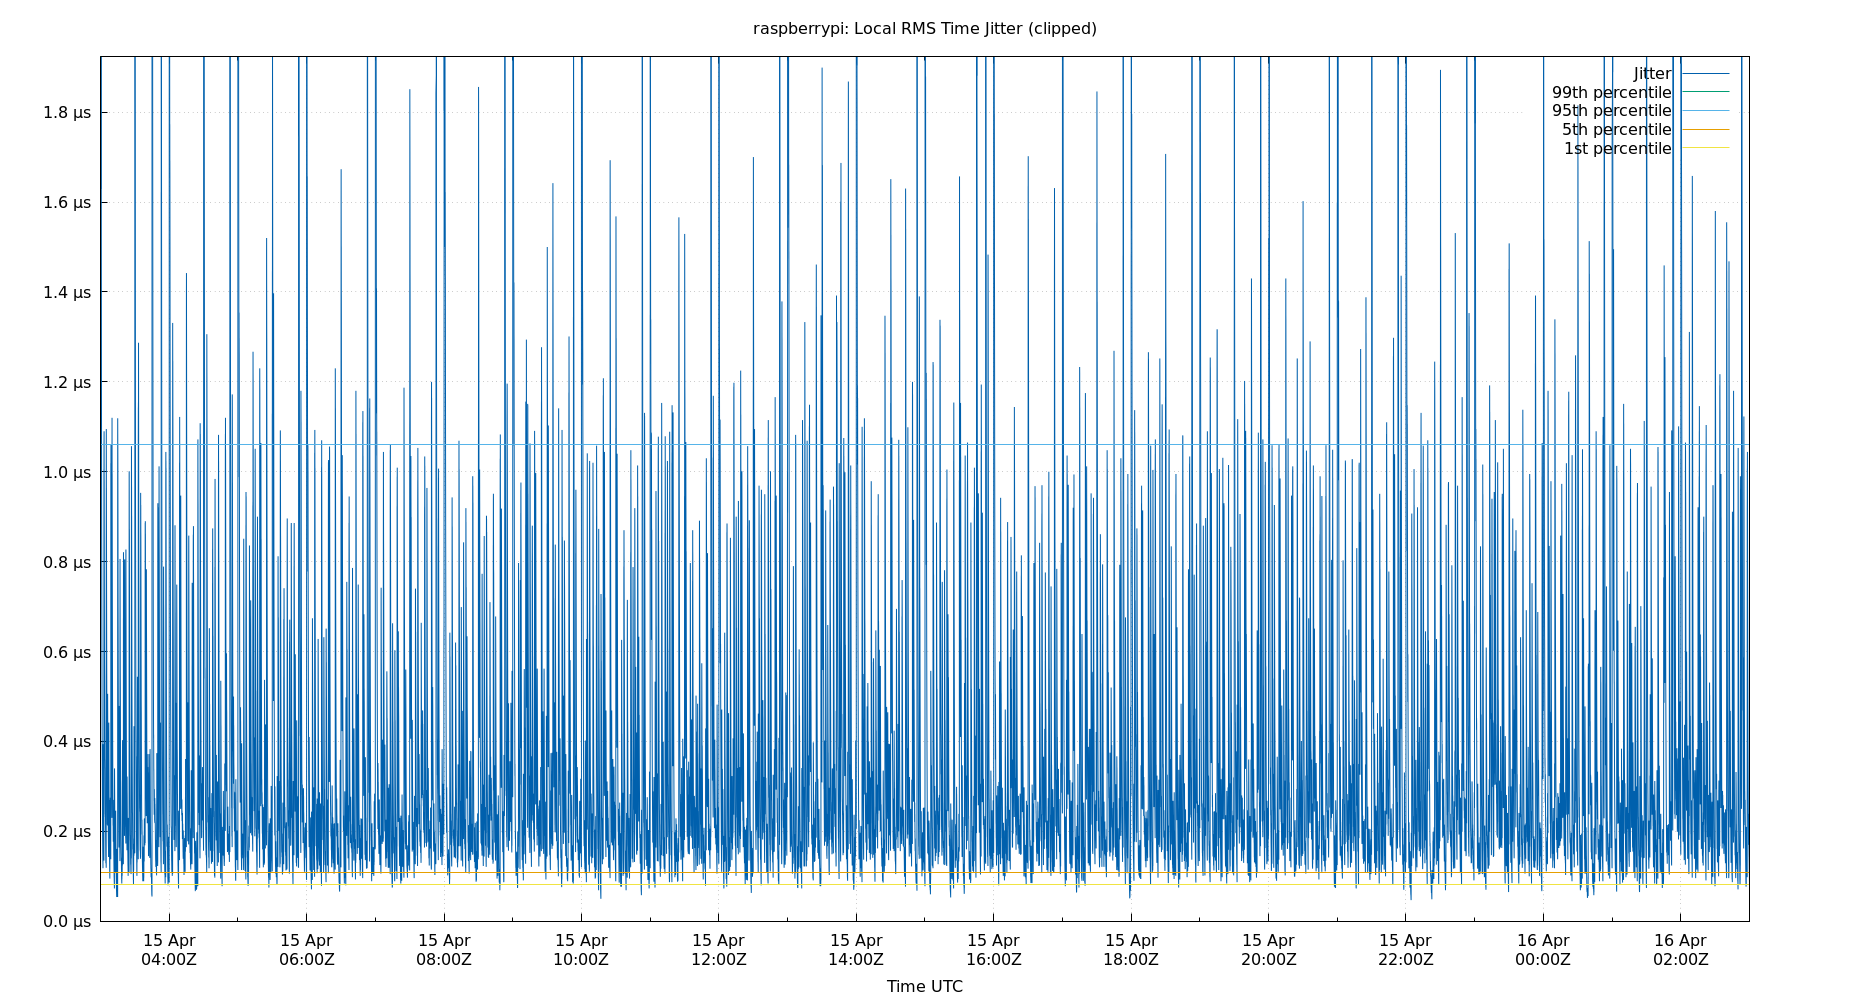 raspberrypi: Local RMS Time Jitter (clipped)
Jitter
99th percentile
95th percentile
5th percentile
1st percentile
1.8 µs
1.6 µs
1.4 µs
1.2 µs
1.0 µs
0.8 µs
0.6 µs
0.4 µs
0.2 µs
0.0 µs
15 Apr 15 Apr 15 Apr 15 Apr 15 Apr 15 Apr 15 Apr 15 Apr 15 Apr 15 Apr 16 Apr 16 Apr
04:00Z 06:00Z 08:00Z 10:00Z 12:00Z 14:00Z 16:00Z 18:00Z 20:00Z 22:00Z 00:00Z 02:00Z
Time UTC